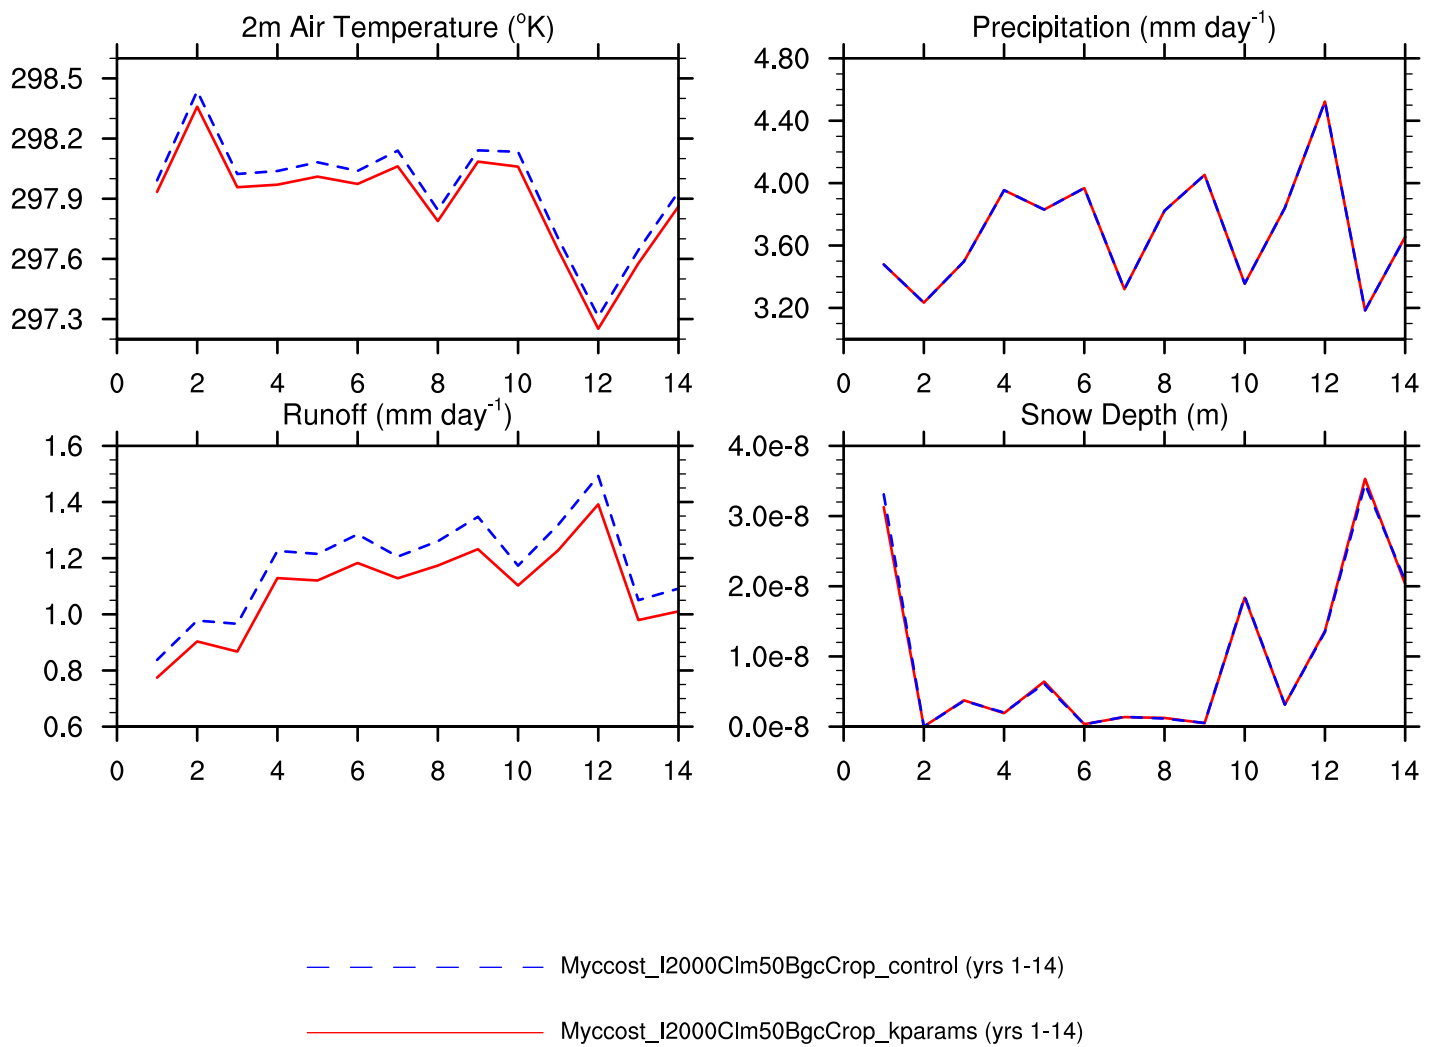 2m Air Temperature (°K)
298.5
298.2
297.9
297.6
297.3
0 2 4 6 8 10 12 14
Precipitation (mm day⁻¹)
4.80
4.40
4.00
3.60
3.20
0 2 4 6 8 10 12 14
Runoff (mm day⁻¹)
1.6
1.4
1.2
1.0
0.8
0.6
0 2 4 6 8 10 12 14
Snow Depth (m)
4.0e-8
3.0e-8
2.0e-8
1.0e-8
0.0e-8
0 2 4 6 8 10 12 14
Myccost_I2000Clm50BgcCrop_control (yrs 1-14)
Myccost_I2000Clm50BgcCrop_kparams (yrs 1-14)